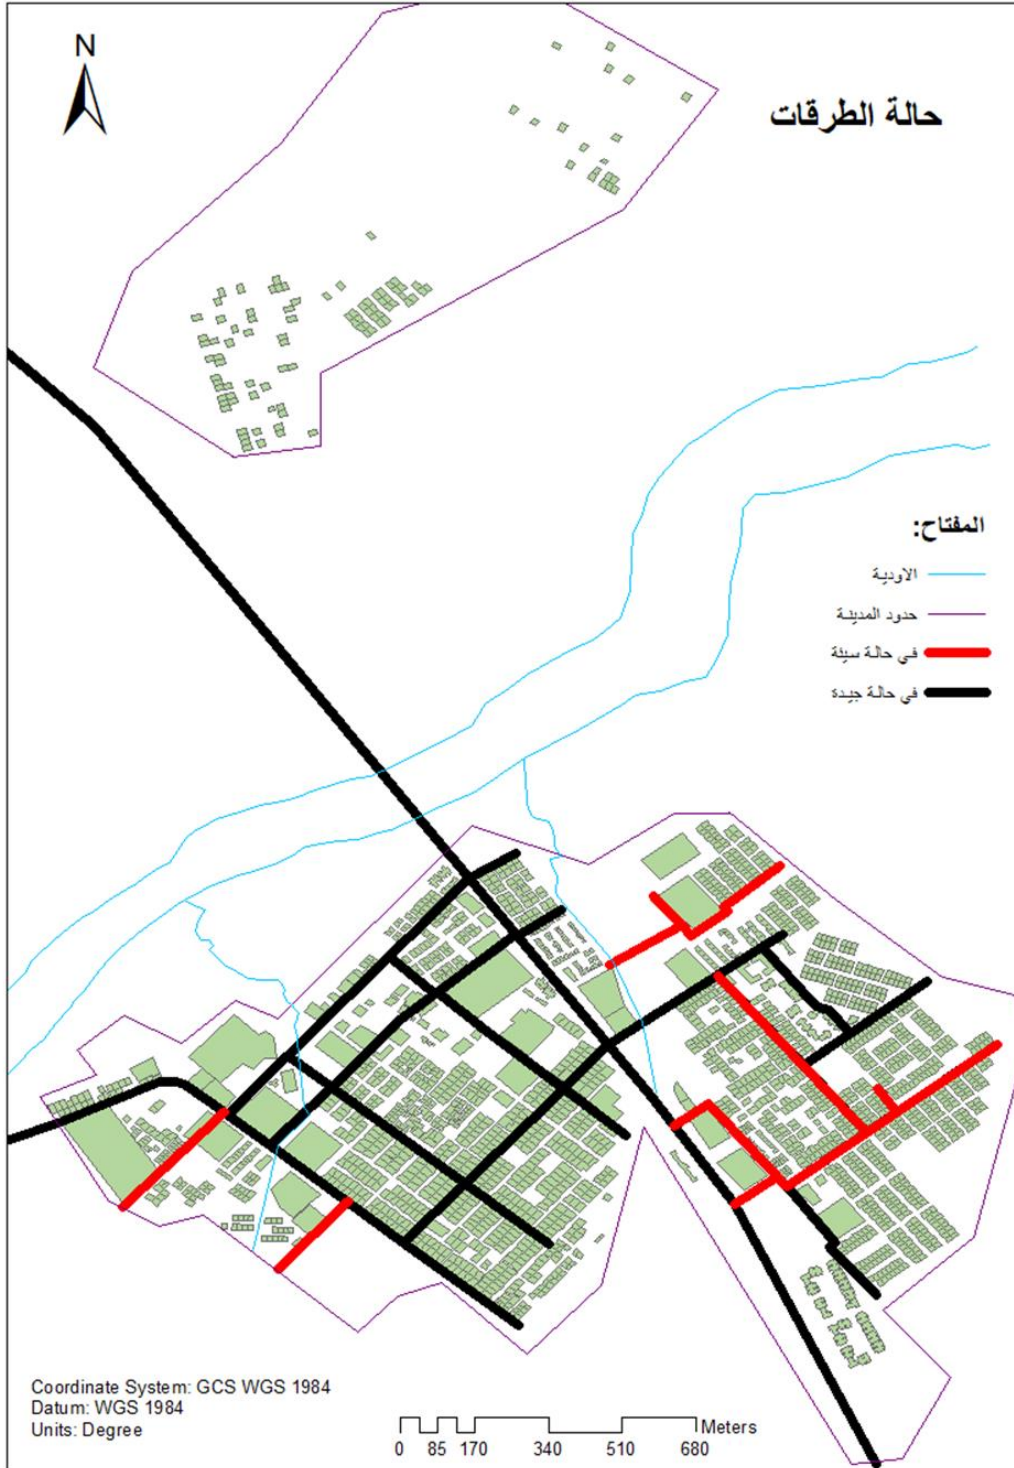 N
حالة الطرقات
المفتاح:
الاودية
حدود المدينة
في حالة سيئة
في حالة جيدة
Coordinate System: GCS WGS 1984
Datum: WGS 1984
Units: Degree
Meters
0 85 170 340 510 680